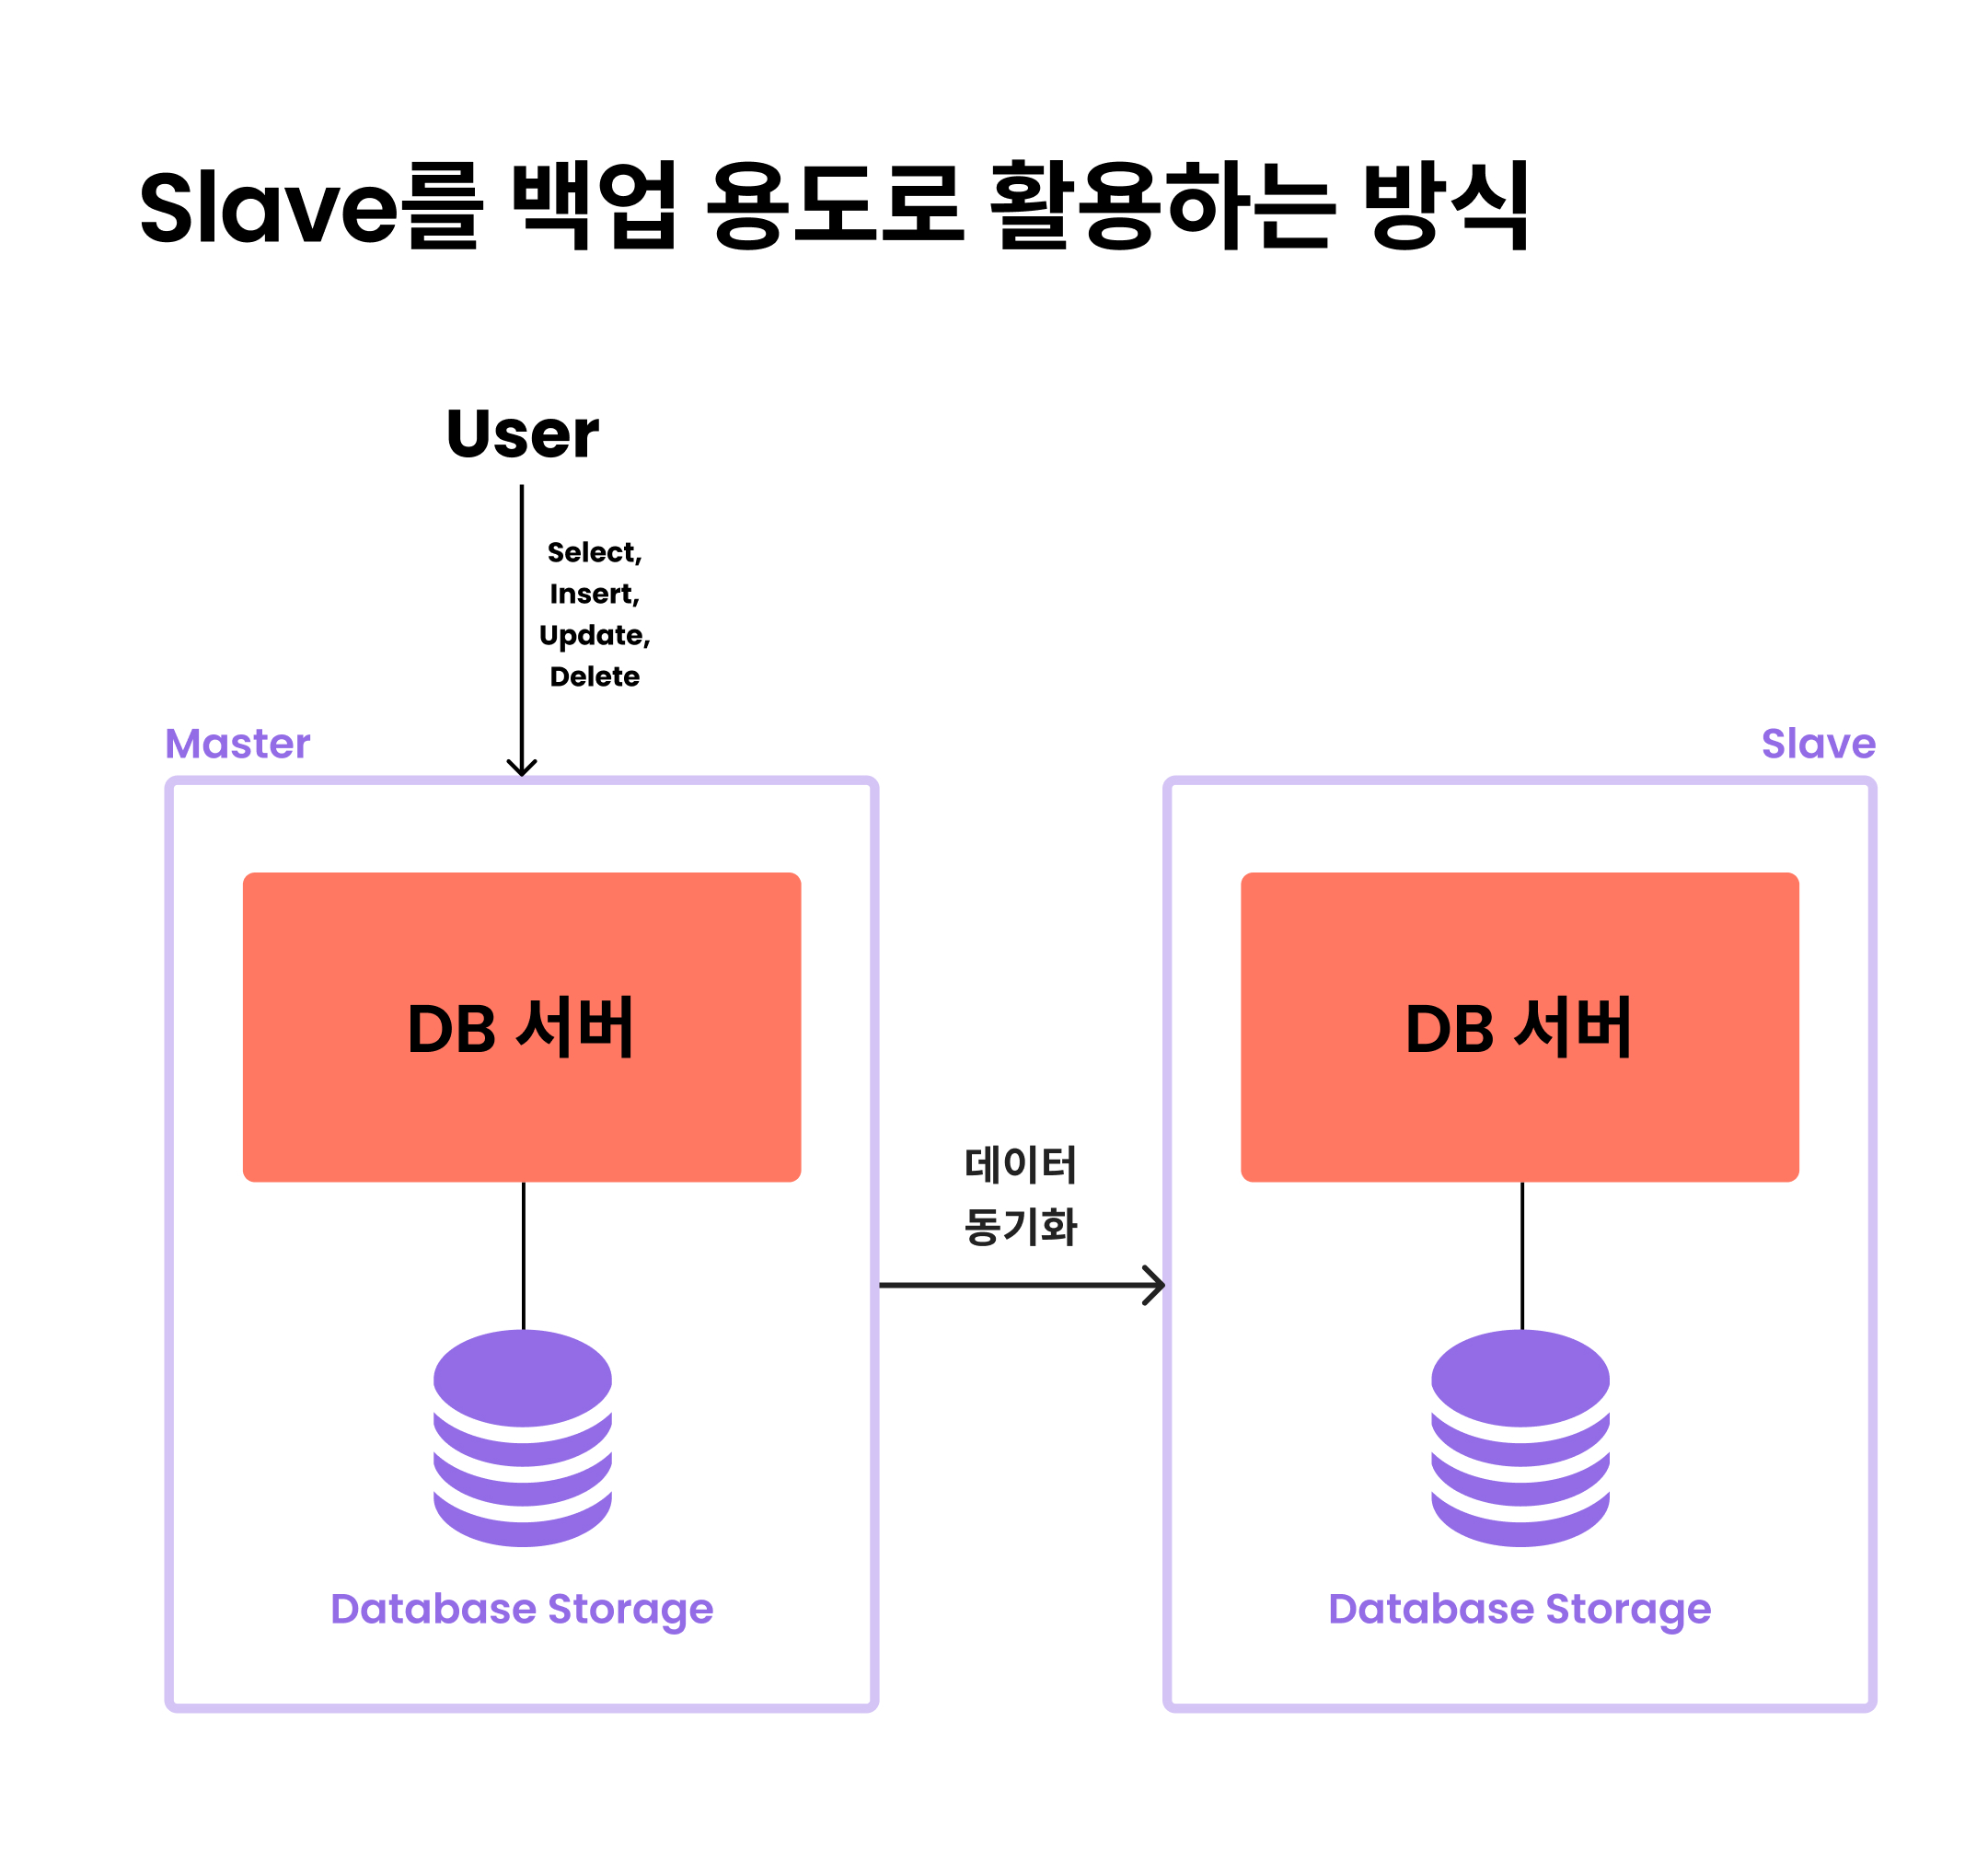 Slave를 백업 용도로 활용하는 방식
User
Select,
Insert,
Update,
Delete
Master
Slave
DB 서버
DB 서버
데이터
동기화
Database Storage
Database Storage